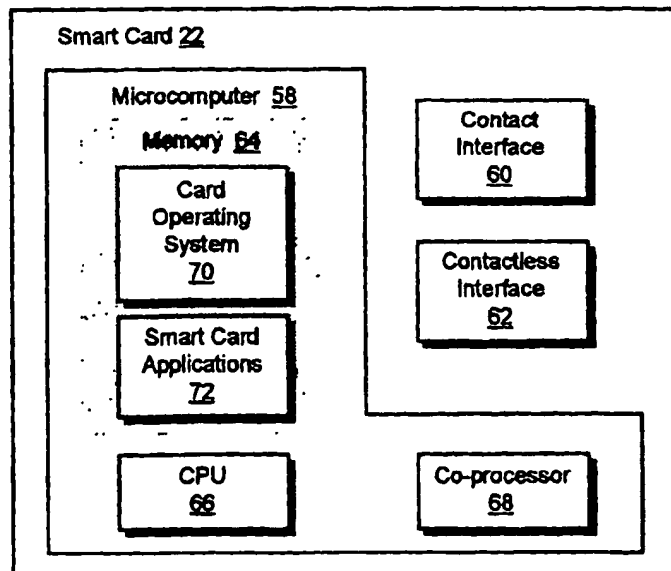 Smart Card 22
Microcomputer 58
Memory 64
Card
Operating
System
70
Smart Card
Applications
72
CPU
66
Contact
Interface
60
Contactless
Interface
62
Co-processor
68